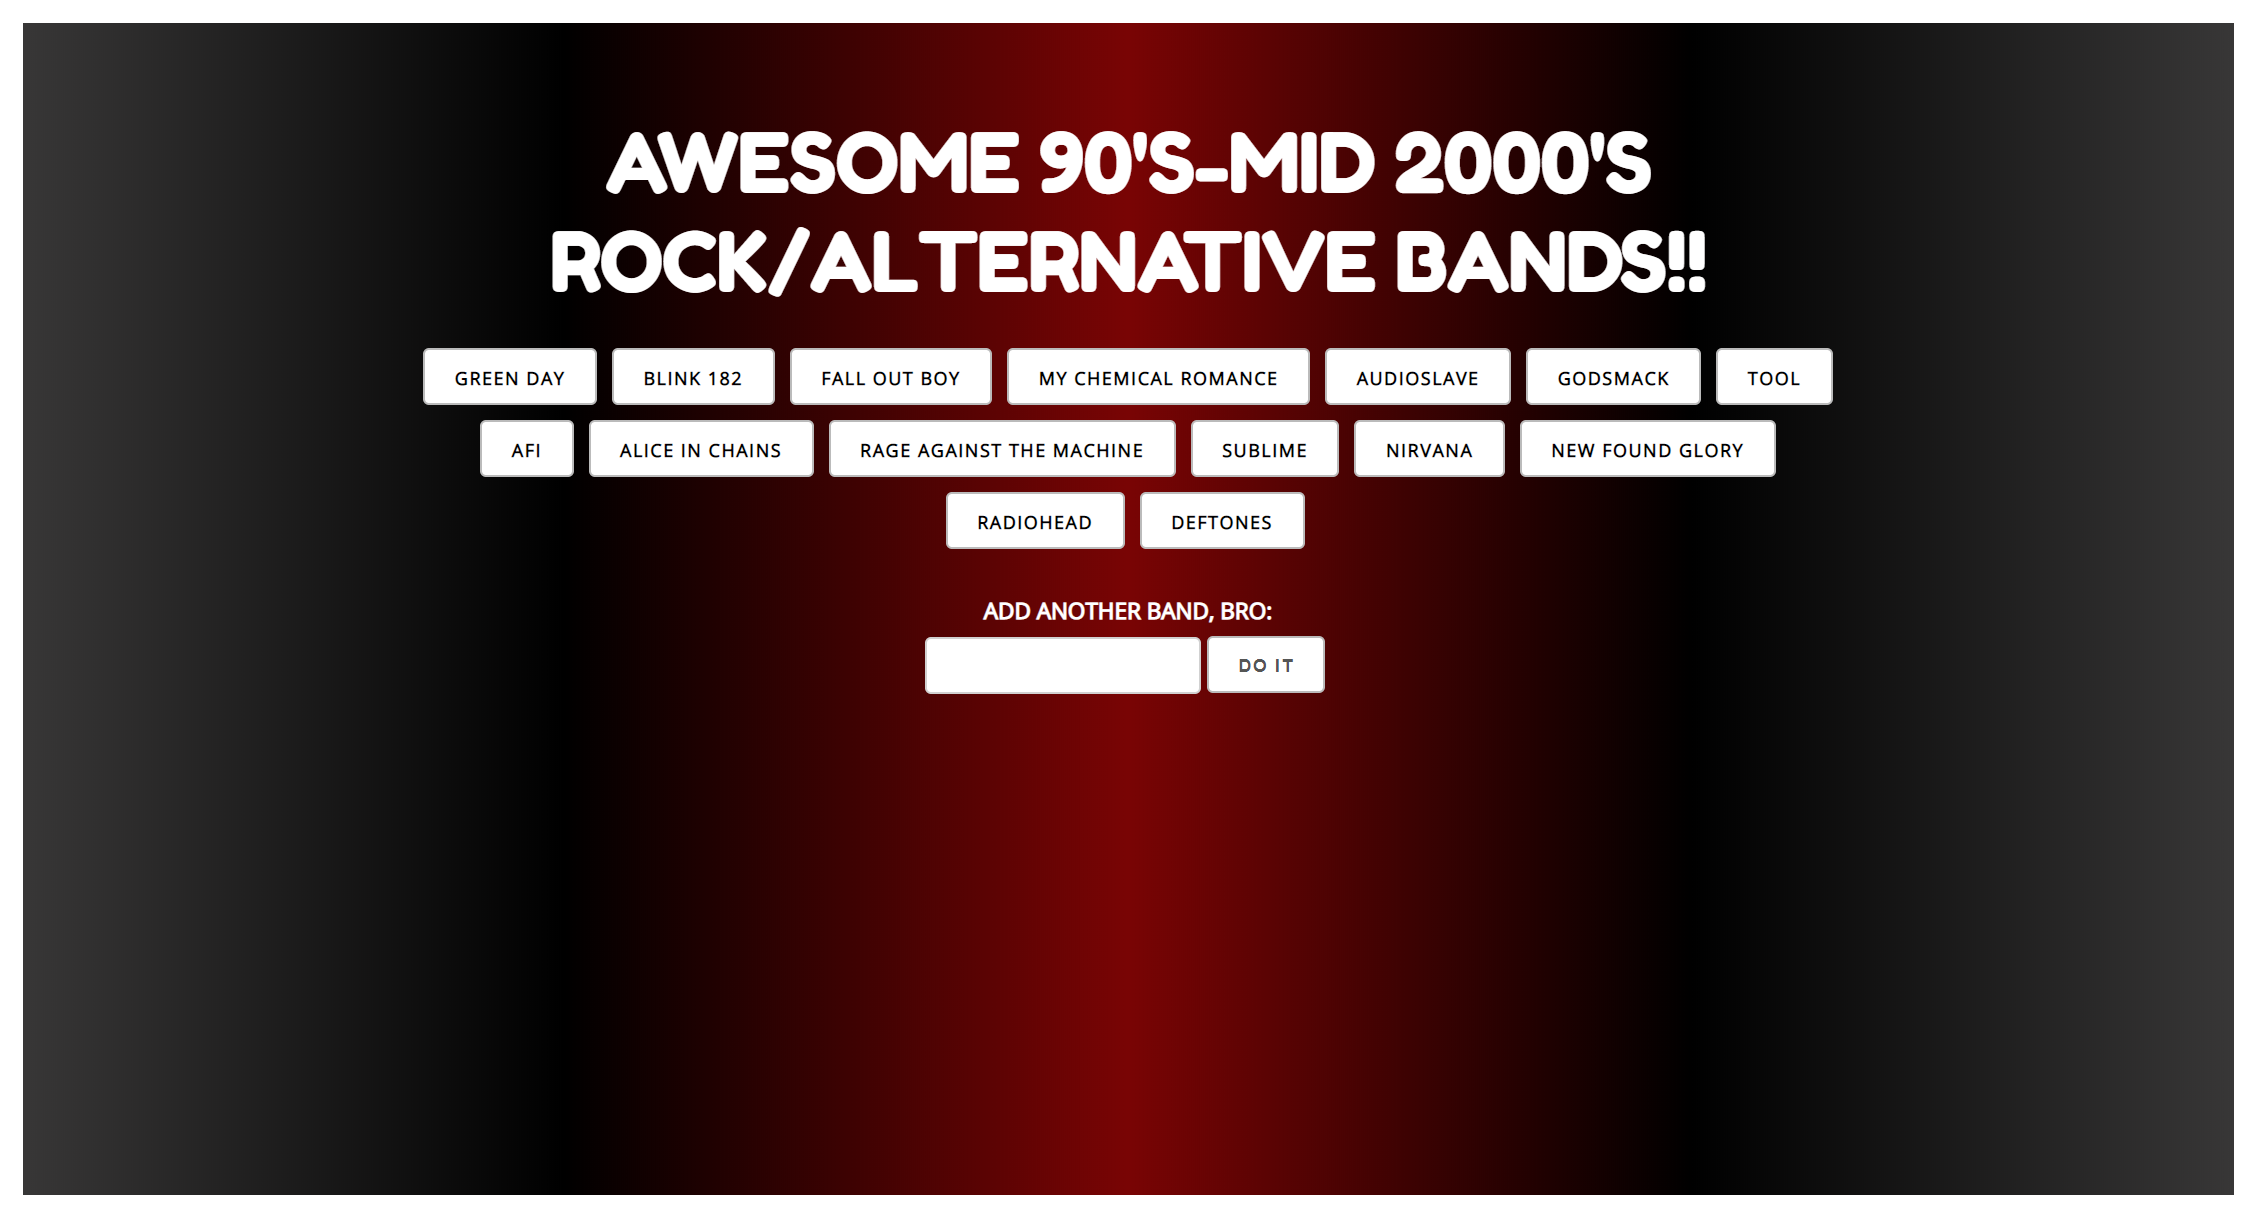 AWESOME 90'S-MID 2000'S
ROCK/ALTERNATIVE BANDS!!
GREEN DAY BLINK 182 FALL OUT BOY MY CHEMICAL ROMANCE AUDIOSLAVE GODSMACK TOOL
AFI ALICE IN CHAINS RAGE AGAINST THE MACHINE SUBLIME NIRVANA NEW FOUND GLORY
RADIOHEAD DEFTONES
ADD ANOTHER BAND, BRO:
DO IT